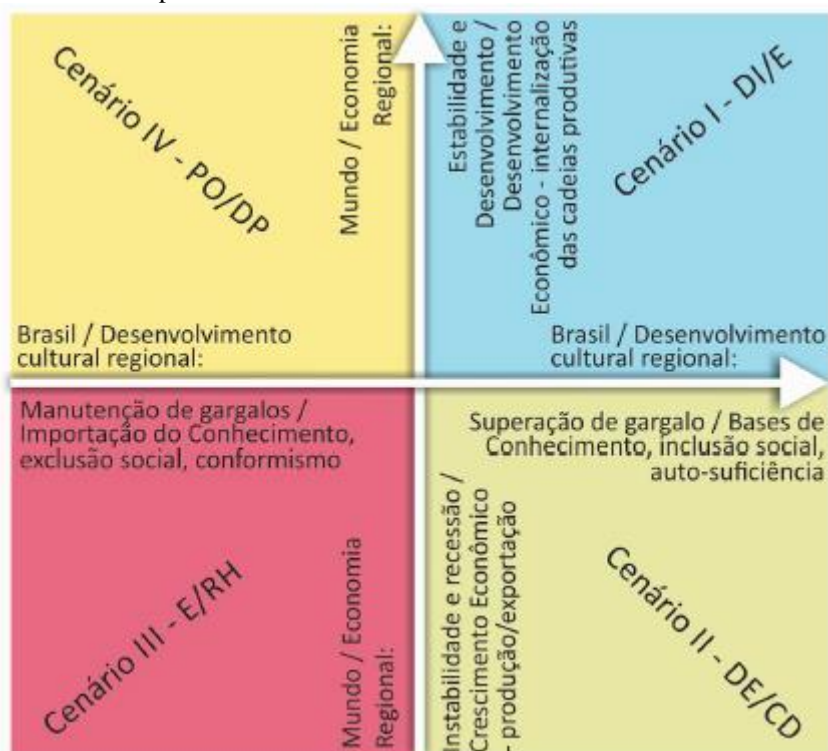 Cenário IV - PO/DP
Mundo / Economia
Regional:
Brasil / Desenvolvimento
cultural regional:
Estabilidade e
Desenvolvimento /
Desenvolvimento
Econômico - internalização
das cadeias produtivas
Cenário I - DI/E
Brasil / Desenvolvimento
cultural regional:
Manutenção de gargalos /
Importação do Conhecimento,
exclusão social, conformismo
Cenário III - E/RH
Mundo / Economia
Regional:
Superação de gargalo / Bases de
Conhecimento, inclusão social,
auto-suficiência
Instabilidade e recessão /
Crescimento Econômico
- produção/exportação
Cenário II - DE/CD